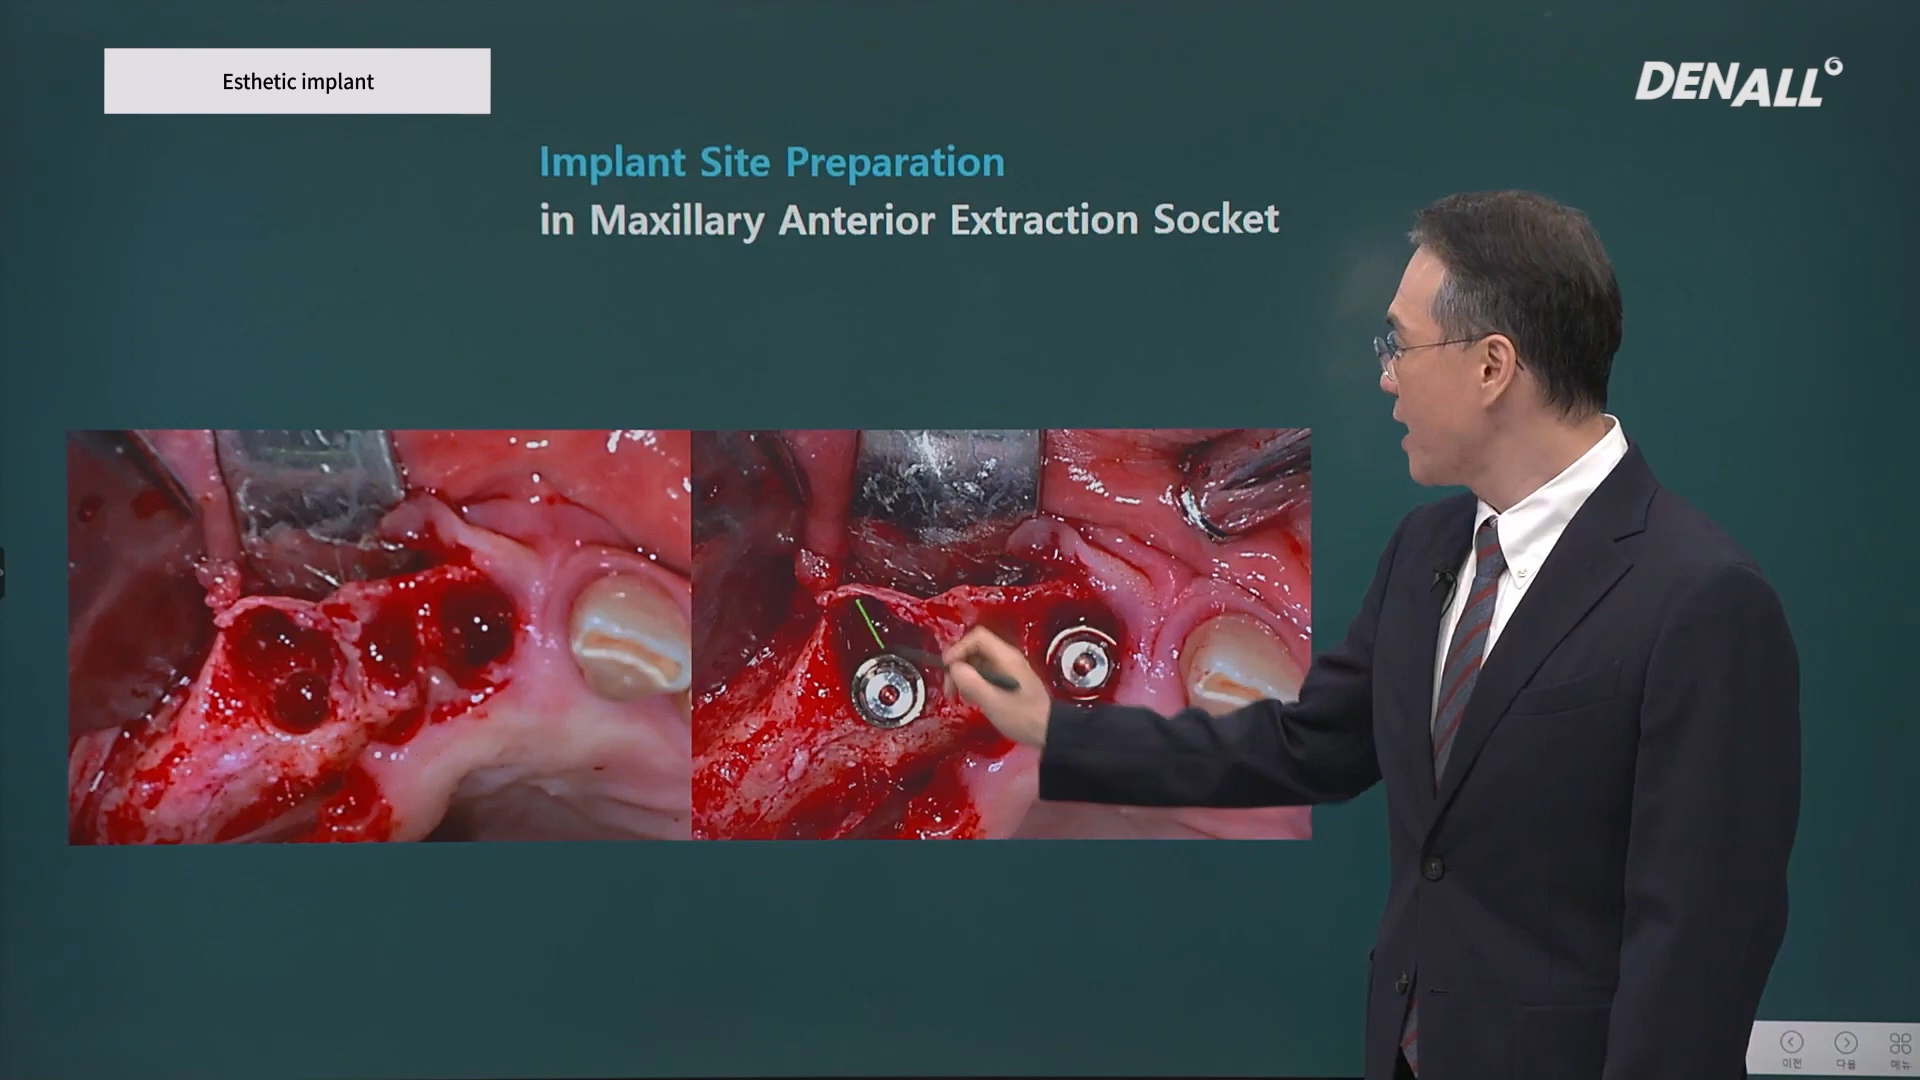 Esthetic implant
DENALL
Implant Site Preparation
in Maxillary Anterior Extraction Socket
이전 다음 메뉴